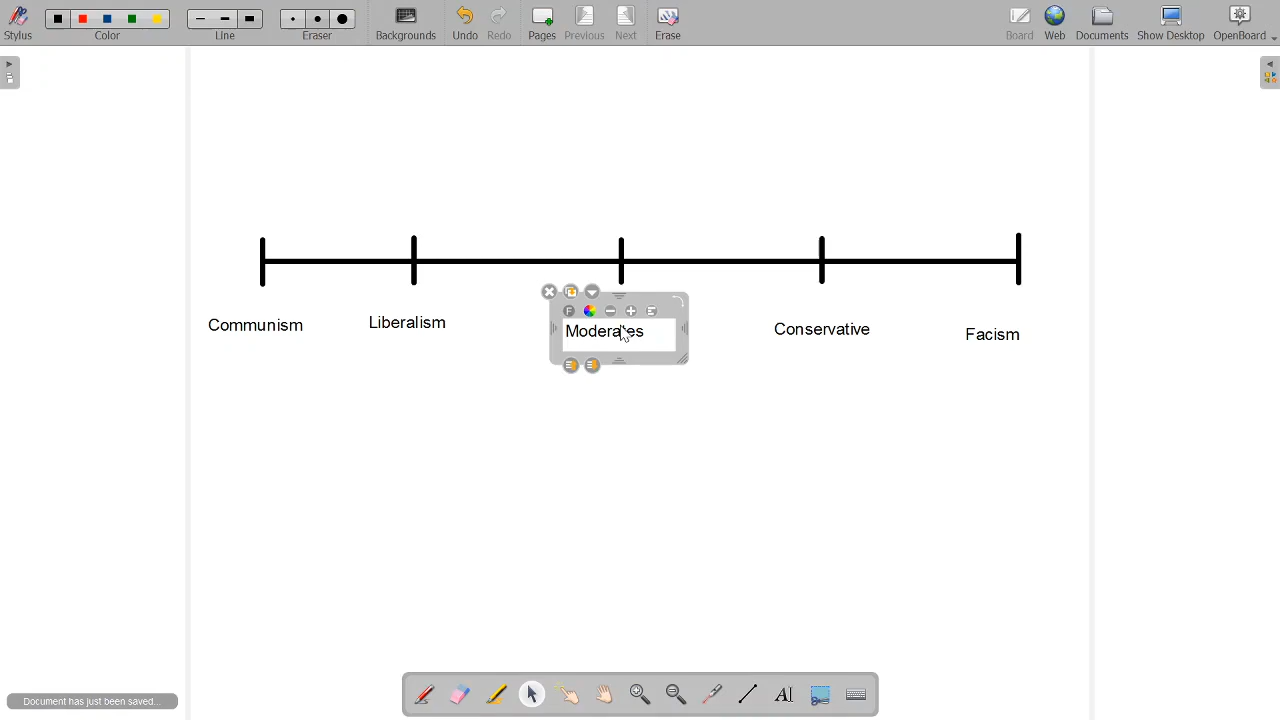 Stylus Color Line Eraser Backgrounds Undo Redo Pages Previous Next Erase Board Web Documents Show Desktop OpenBoard
Communism Liberalism Moderates Conservative Facism
Document has just been saved...